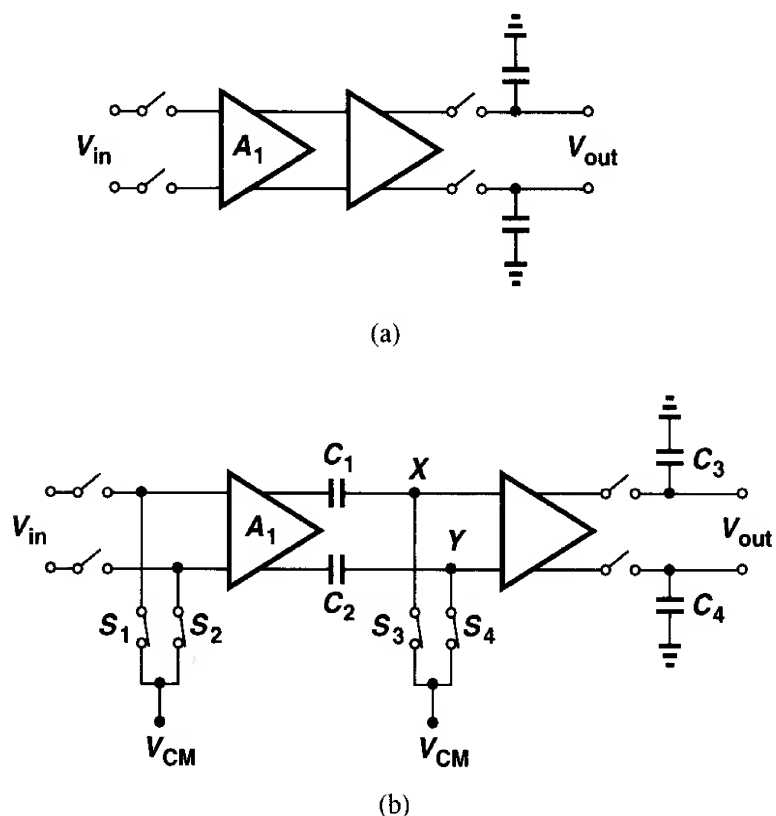 V_in
A_1
V_out
(a)
C_1
X
C_3
V_in
A_1
Y
V_out
C_2
S_1
S_2
S_3
S_4
C_4
V_CM
V_CM
(b)